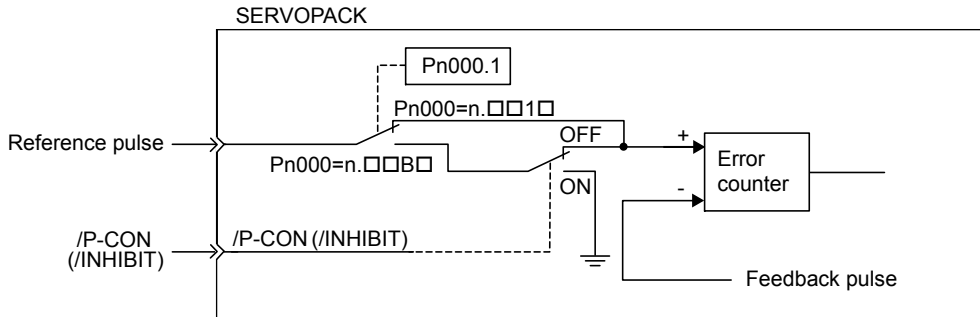 SERVOPACK
Pn000.1
Pn000=n.□□1□
Reference pulse
OFF
+
Pn000=n.□□B□
Error
counter
ON
-
/P-CON
(/INHIBIT)
/P-CON (/INHIBIT)
Feedback pulse